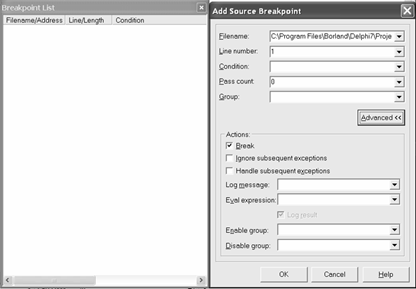 Breakpoint List
Filename/Address Line/Length Condition
Add Source Breakpoint
Filename: C:\Program Files\Borland\Delphi7\Proje
Line number: 1
Condition:
Pass count: 0
Group:
Advanced <<
Actions:
Break
Ignore subsequent exceptions
Handle subsequent exceptions
Log message:
Eval expression:
Log result
Enable group:
Disable group:
OK Cancel Help